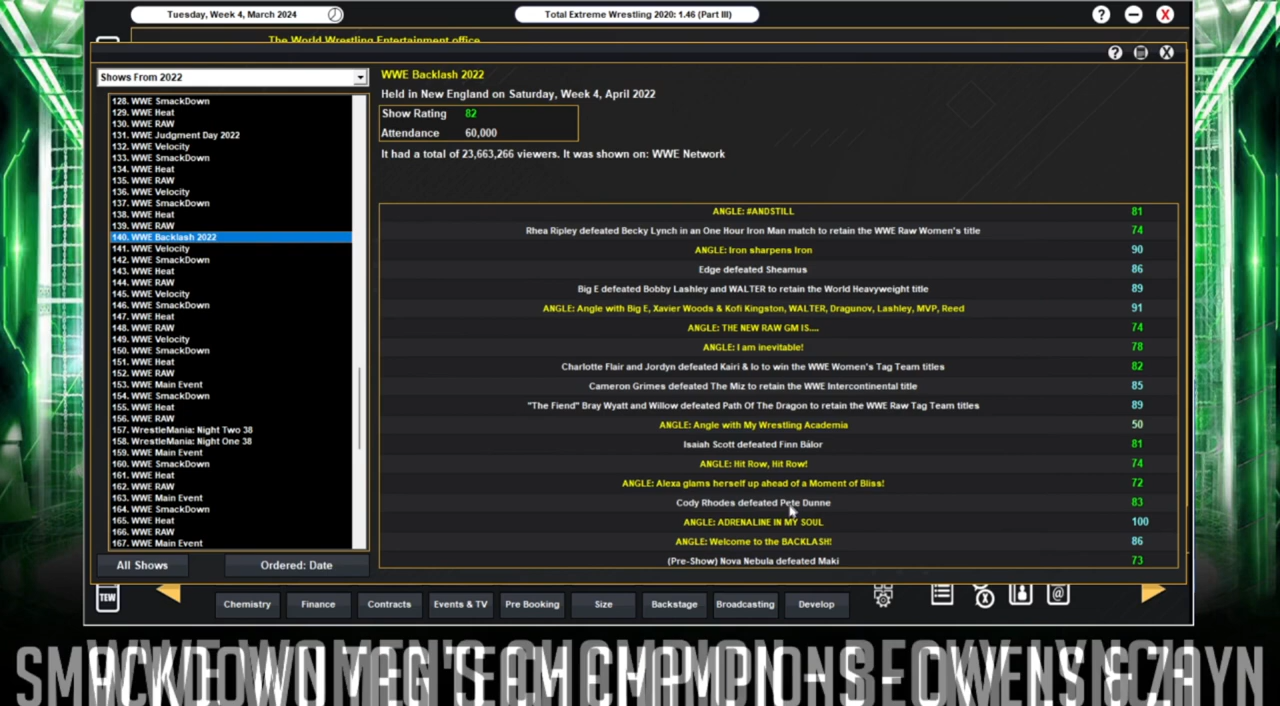 Tuesday, Week 4, March 2024
Total Extreme Wrestling 2020: 1.46 (Part III)
The World Wrestling Entertainment office
Shows From 2022
128. WWE SmackDown
129. WWE Heat
130. WWE RAW
131. WWE Judgment Day 2022
132. WWE Velocity
133. WWE SmackDown
134. WWE Heat
135. WWE RAW
136. WWE Velocity
137. WWE SmackDown
138. WWE Heat
139. WWE RAW
140. WWE Backlash 2022
141. WWE Velocity
142. WWE SmackDown
143. WWE Heat
144. WWE RAW
145. WWE Velocity
146. WWE SmackDown
147. WWE Heat
148. WWE RAW
149. WWE Velocity
150. WWE SmackDown
151. WWE Heat
152. WWE RAW
153. WWE Main Event
154. WWE SmackDown
155. WWE Heat
156. WWE RAW
157. WrestleMania: Night Two 38
158. WrestleMania: Night One 38
159. WWE Main Event
160. WWE SmackDown
161. WWE Heat
162. WWE RAW
163. WWE Main Event
164. WWE SmackDown
165. WWE Heat
166. WWE RAW
167. WWE Main Event
All Shows
Ordered: Date
WWE Backlash 2022
Held in New England on Saturday, Week 4, April 2022
Show Rating 82
Attendance 60,000
It had a total of 23,663,266 viewers. It was shown on: WWE Network
ANGLE: #ANDSTILL 81
Rhea Ripley defeated Becky Lynch in an One Hour Iron Man match to retain the WWE Raw Women's title 74
ANGLE: Iron sharpens Iron 90
Edge defeated Sheamus 86
Big E defeated Bobby Lashley and WALTER to retain the World Heavyweight title 89
ANGLE: Angle with Big E, Xavier Woods & Kofi Kingston, WALTER, Dragunov, Lashley, MVP, Reed 91
ANGLE: THE NEW RAW GM IS.... 74
ANGLE: I am inevitable! 78
Charlotte Flair and Jordyn defeated Kairi & Io to win the WWE Women's Tag Team titles 82
Cameron Grimes defeated The Miz to retain the WWE Intercontinental title 85
"The Fiend" Bray Wyatt and Willow defeated Path Of The Dragon to retain the WWE Raw Tag Team titles 89
ANGLE: Angle with My Wrestling Academia 50
Isaiah Scott defeated Finn Bálor 81
ANGLE: Hit Row, Hit Row! 74
ANGLE: Alexa glams herself up ahead of a Moment of Bliss! 72
Cody Rhodes defeated Pete Dunne 83
ANGLE: ADRENALINE IN MY SOUL 100
ANGLE: Welcome to the BACKLASH! 86
(Pre-Show) Nova Nebula defeated Maki 73
TEW
Chemistry
Finance
Contracts
Events & TV
Pre Booking
Size
Backstage
Broadcasting
Develop